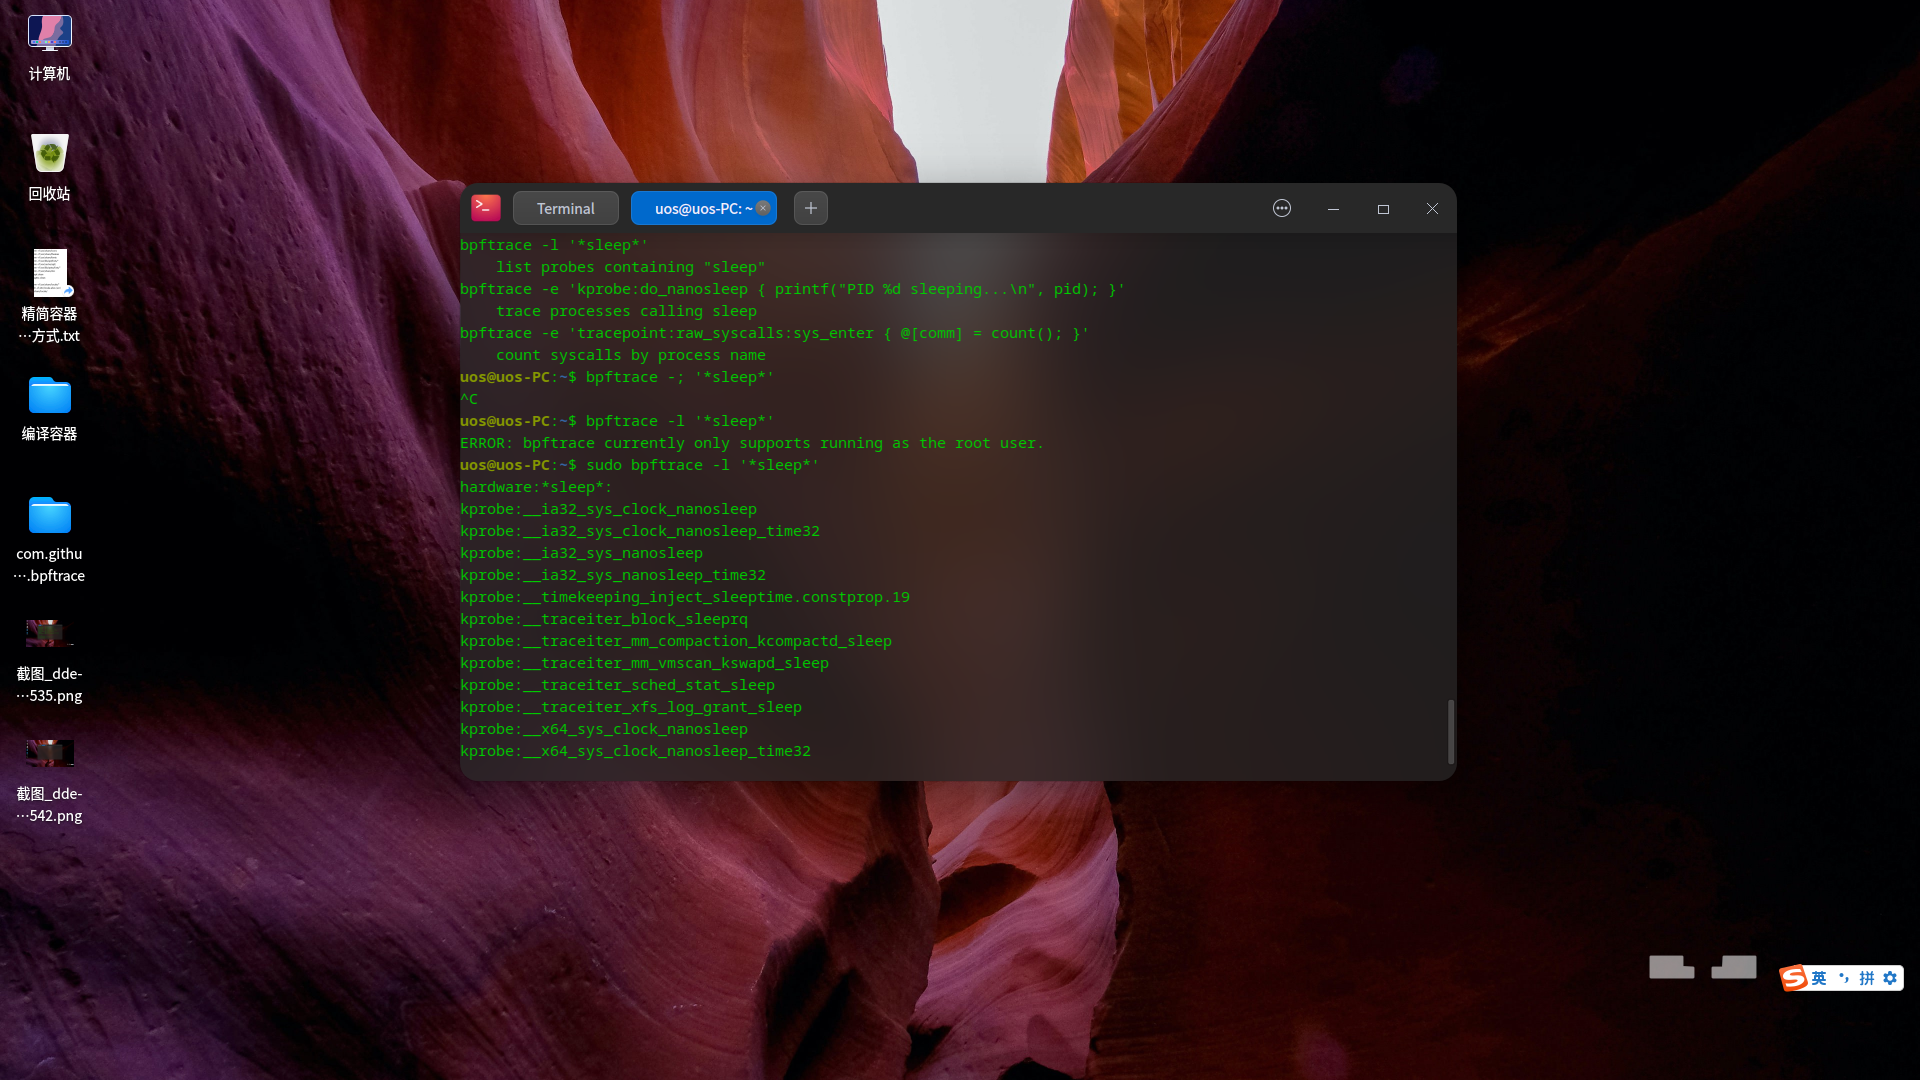 计算机
回收站
精简容器
…方式.txt
编译容器
com.githu
….bpftrace
截图_dde-
…535.png
截图_dde-
…542.png
Terminal
uos@uos-PC: ~
bpftrace -l '*sleep*'
    list probes containing "sleep"
bpftrace -e 'kprobe:do_nanosleep { printf("PID %d sleeping...\n", pid); }'
    trace processes calling sleep
bpftrace -e 'tracepoint:raw_syscalls:sys_enter { @[comm] = count(); }'
    count syscalls by process name
uos@uos-PC:~$ bpftrace -; '*sleep*'
^C
uos@uos-PC:~$ bpftrace -l '*sleep*'
ERROR: bpftrace currently only supports running as the root user.
uos@uos-PC:~$ sudo bpftrace -l '*sleep*'
hardware:*sleep*:
kprobe:__ia32_sys_clock_nanosleep
kprobe:__ia32_sys_clock_nanosleep_time32
kprobe:__ia32_sys_nanosleep
kprobe:__ia32_sys_nanosleep_time32
kprobe:__timekeeping_inject_sleeptime.constprop.19
kprobe:__traceiter_block_sleeprq
kprobe:__traceiter_mm_compaction_kcompactd_sleep
kprobe:__traceiter_mm_vmscan_kswapd_sleep
kprobe:__traceiter_sched_stat_sleep
kprobe:__traceiter_xfs_log_grant_sleep
kprobe:__x64_sys_clock_nanosleep
kprobe:__x64_sys_clock_nanosleep_time32
英 拼